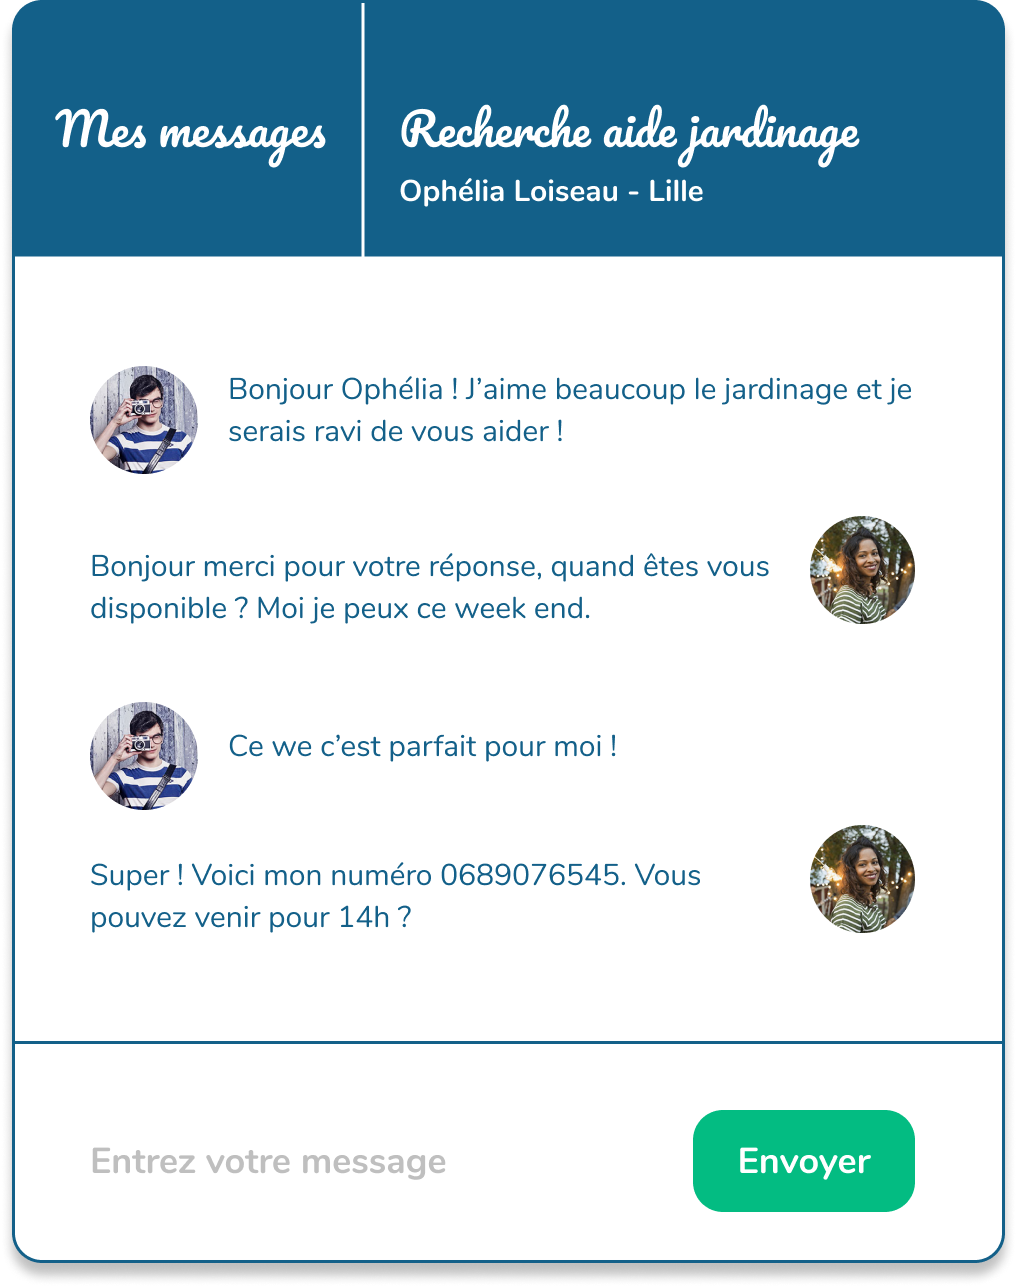 Mes messages
Recherche aide jardinage
Ophélia Loiseau - Lille
Bonjour Ophélia ! J’aime beaucoup le jardinage et je
serais ravi de vous aider !
Bonjour merci pour votre réponse, quand êtes vous
disponible ? Moi je peux ce week end.
Ce we c’est parfait pour moi !
Super ! Voici mon numéro 0689076545. Vous
pouvez venir pour 14h ?
Entrez votre message
Envoyer